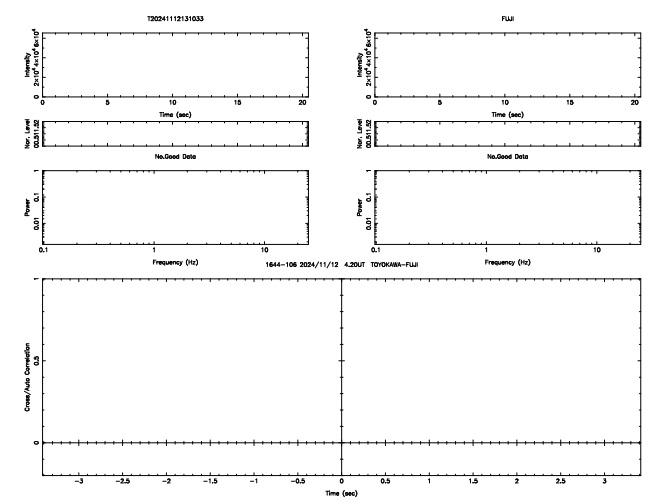 T20241112131033
FUJI
Intensity
0 2×10⁴ 4×10⁴ 6×10⁴
0 5 10 15 20
Time (sec)
Intensity
0 2×10⁴ 4×10⁴ 6×10⁴
0 5 10 15 20
Time (sec)
Nor. Level
00.511.52
Nor. Level
00.511.52
No.Good Data
No.Good Data
Power
0.01 0.1 1
0.1 1 10
Frequency (Hz)
Power
0.01 0.1 1
0.1 1 10
Frequency (Hz)
1644-106 2024/11/12 4.20UT TOYOKAWA-FUJI
Cross/Auto Correlation
0 0.5 1
-3 -2.5 -2 -1.5 -1 -0.5 0 0.5 1 1.5 2 2.5 3
Time (sec)